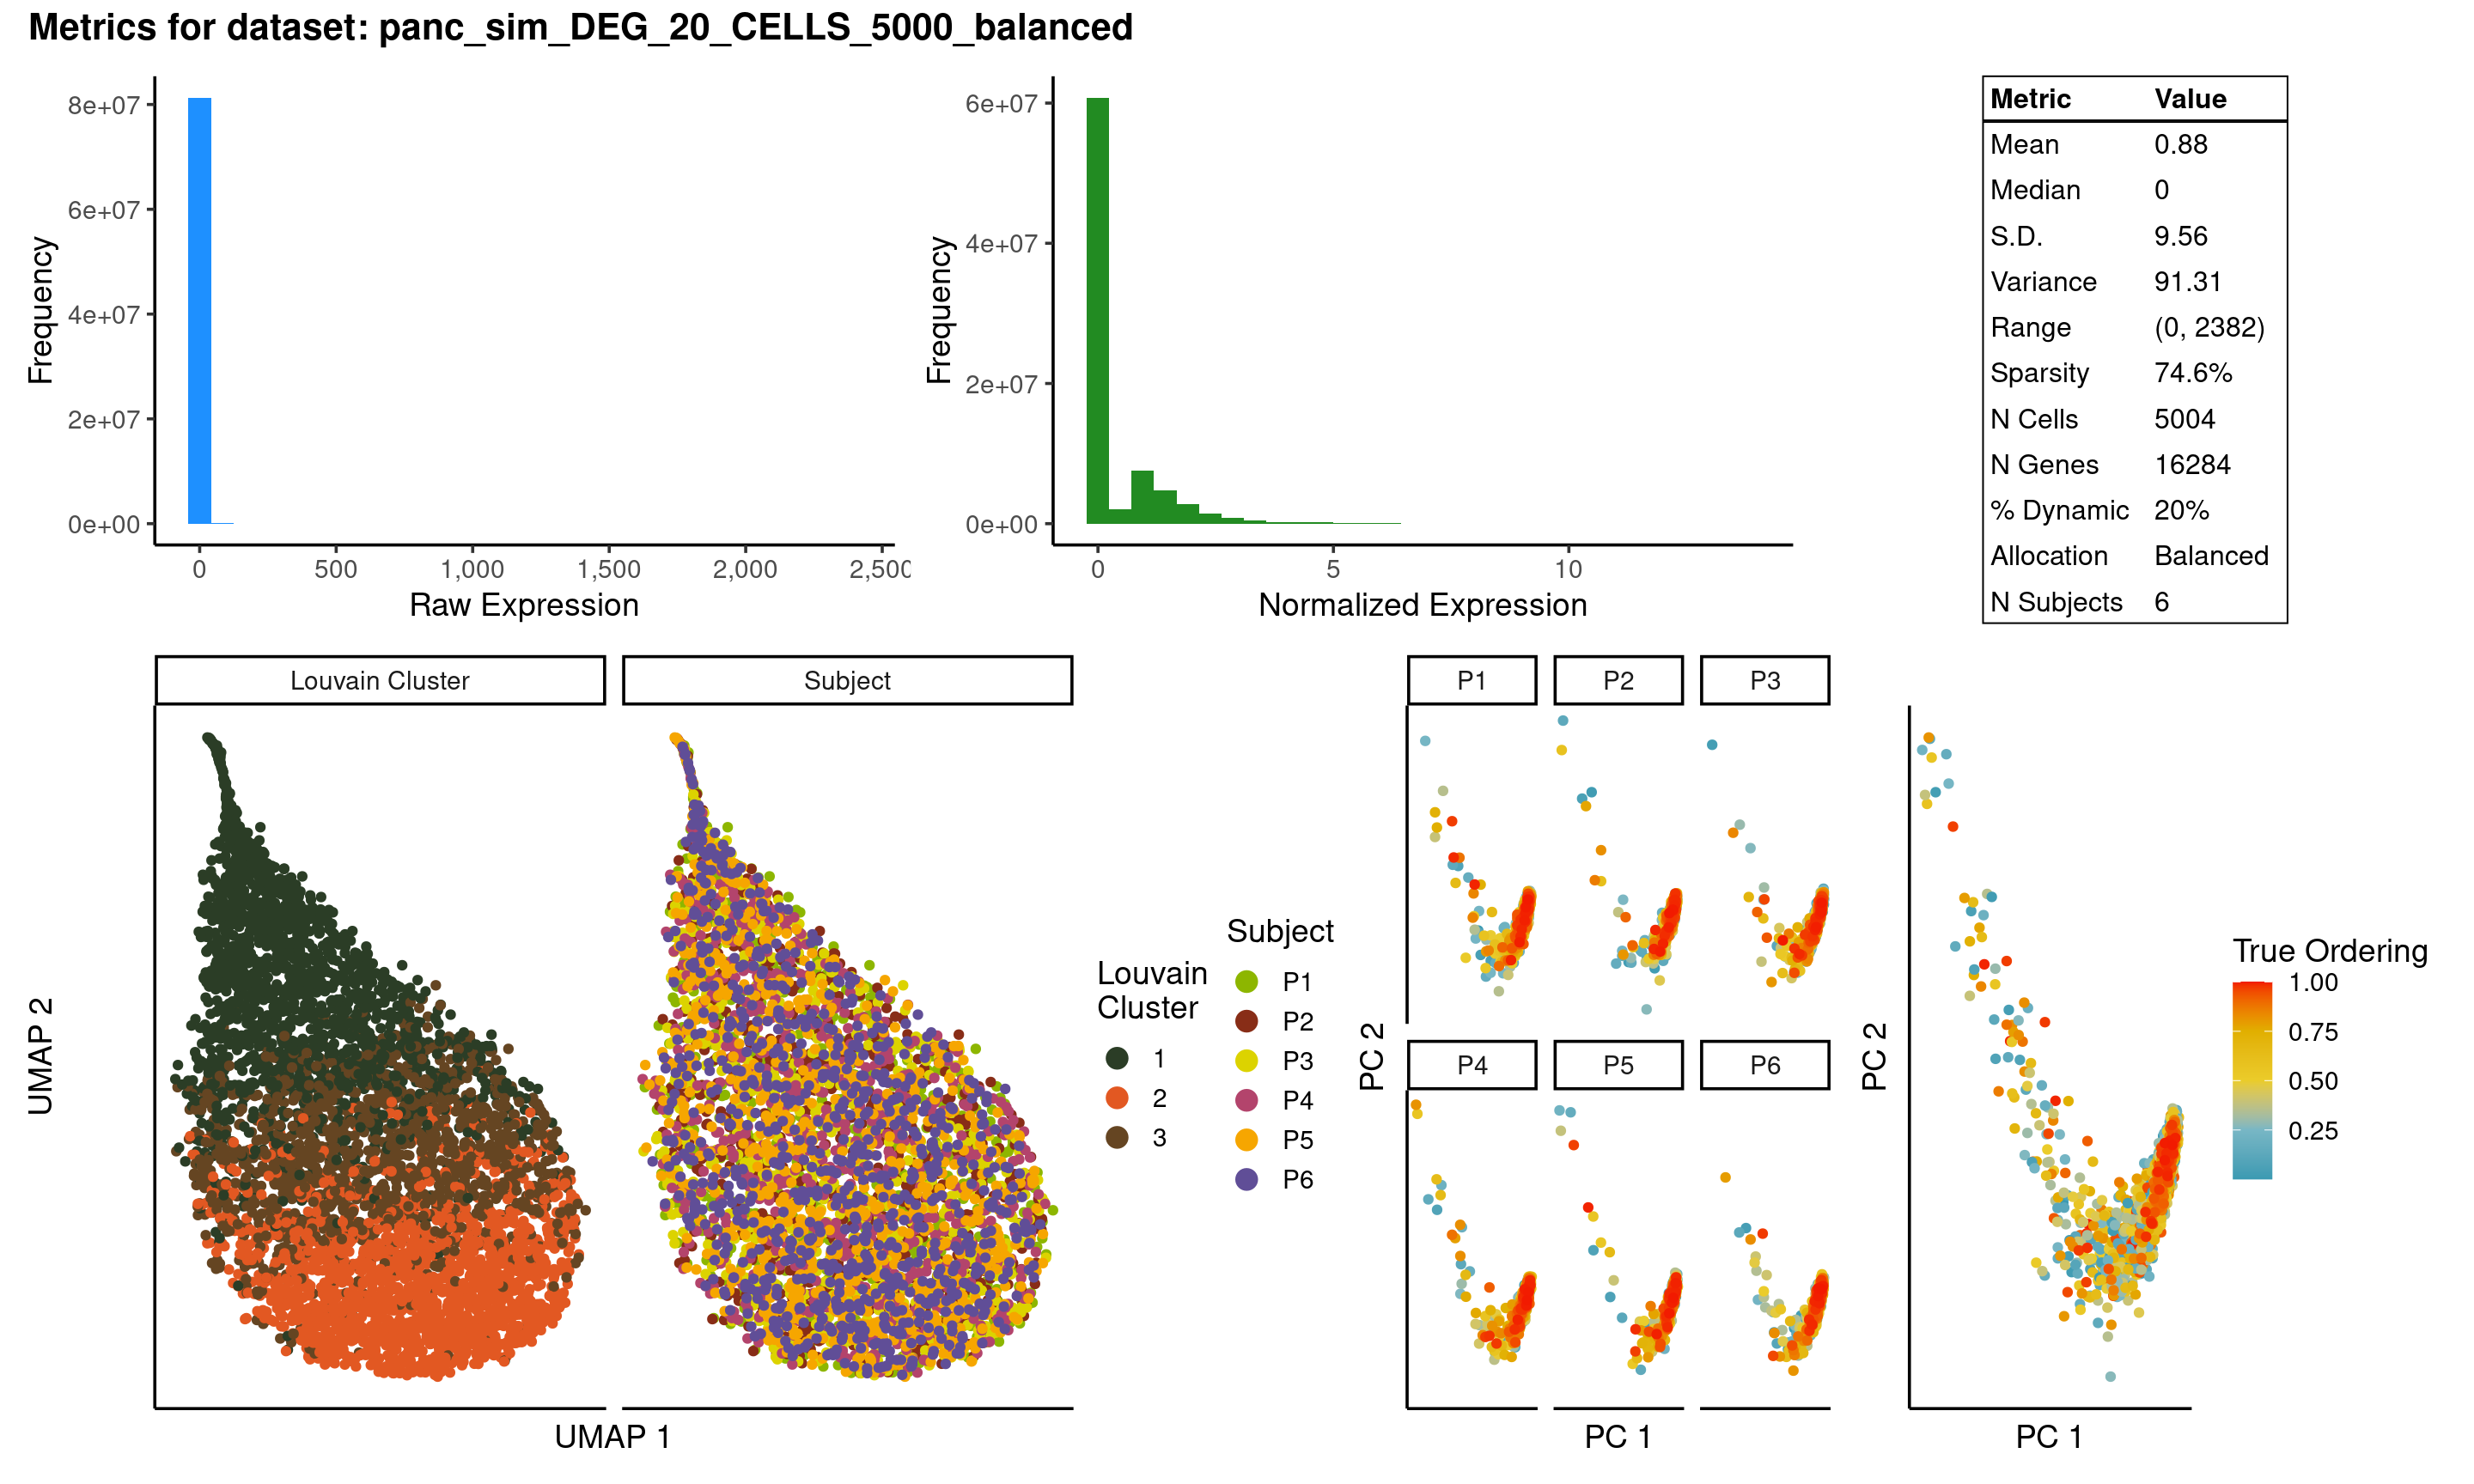 Metrics for dataset: panc_sim_DEG_20_CELLS_5000_balanced
Frequency
8e+07
6e+07
4e+07
2e+07
0e+00
0 500 1,000 1,500 2,000 2,500
Raw Expression
Frequency
6e+07
4e+07
2e+07
0e+00
0 5 10
Normalized Expression
Metric Value
Mean 0.88
Median 0
S.D. 9.56
Variance 91.31
Range (0, 2382)
Sparsity 74.6%
N Cells 5004
N Genes 16284
% Dynamic 20%
Allocation Balanced
N Subjects 6
Louvain Cluster Subject
UMAP 2
UMAP 1
Louvain
Cluster
1
2
3
Subject
P1
P2
P3
P4
P5
P6
P1 P2 P3
P4 P5 P6
PC 2
PC 1
PC 2
PC 1
True Ordering
1.00
0.75
0.50
0.25